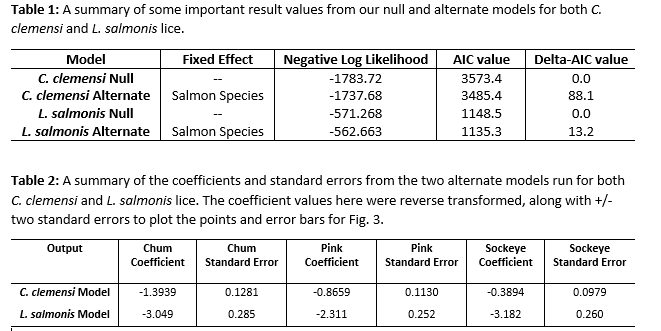 Table 1: A summary of some important result values from our null and alternate models for both C.
clemensi and L. salmonis lice.
Model Fixed Effect Negative Log Likelihood AIC value Delta-AIC value
C. clemensi Null -- -1783.72 3573.4 0.0
C. clemensi Alternate Salmon Species -1737.68 3485.4 88.1
L. salmonis Null -- -571.268 1148.5 0.0
L. salmonis Alternate Salmon Species -562.663 1135.3 13.2
Table 2: A summary of the coefficients and standard errors from the two alternate models run for both
C. clemensi and L. salmonis lice. The coefficient values here were reverse transformed, along with +/-
two standard errors to plot the points and error bars for Fig. 3.
Output Chum Chum Pink Pink Sockeye Sockeye
Coefficient Standard Error Coefficient Standard Error Coefficient Standard Error
C. clemensi Model -1.3939 0.1281 -0.8659 0.1130 -0.3894 0.0979
L. salmonis Model -3.049 0.285 -2.311 0.252 -3.182 0.260